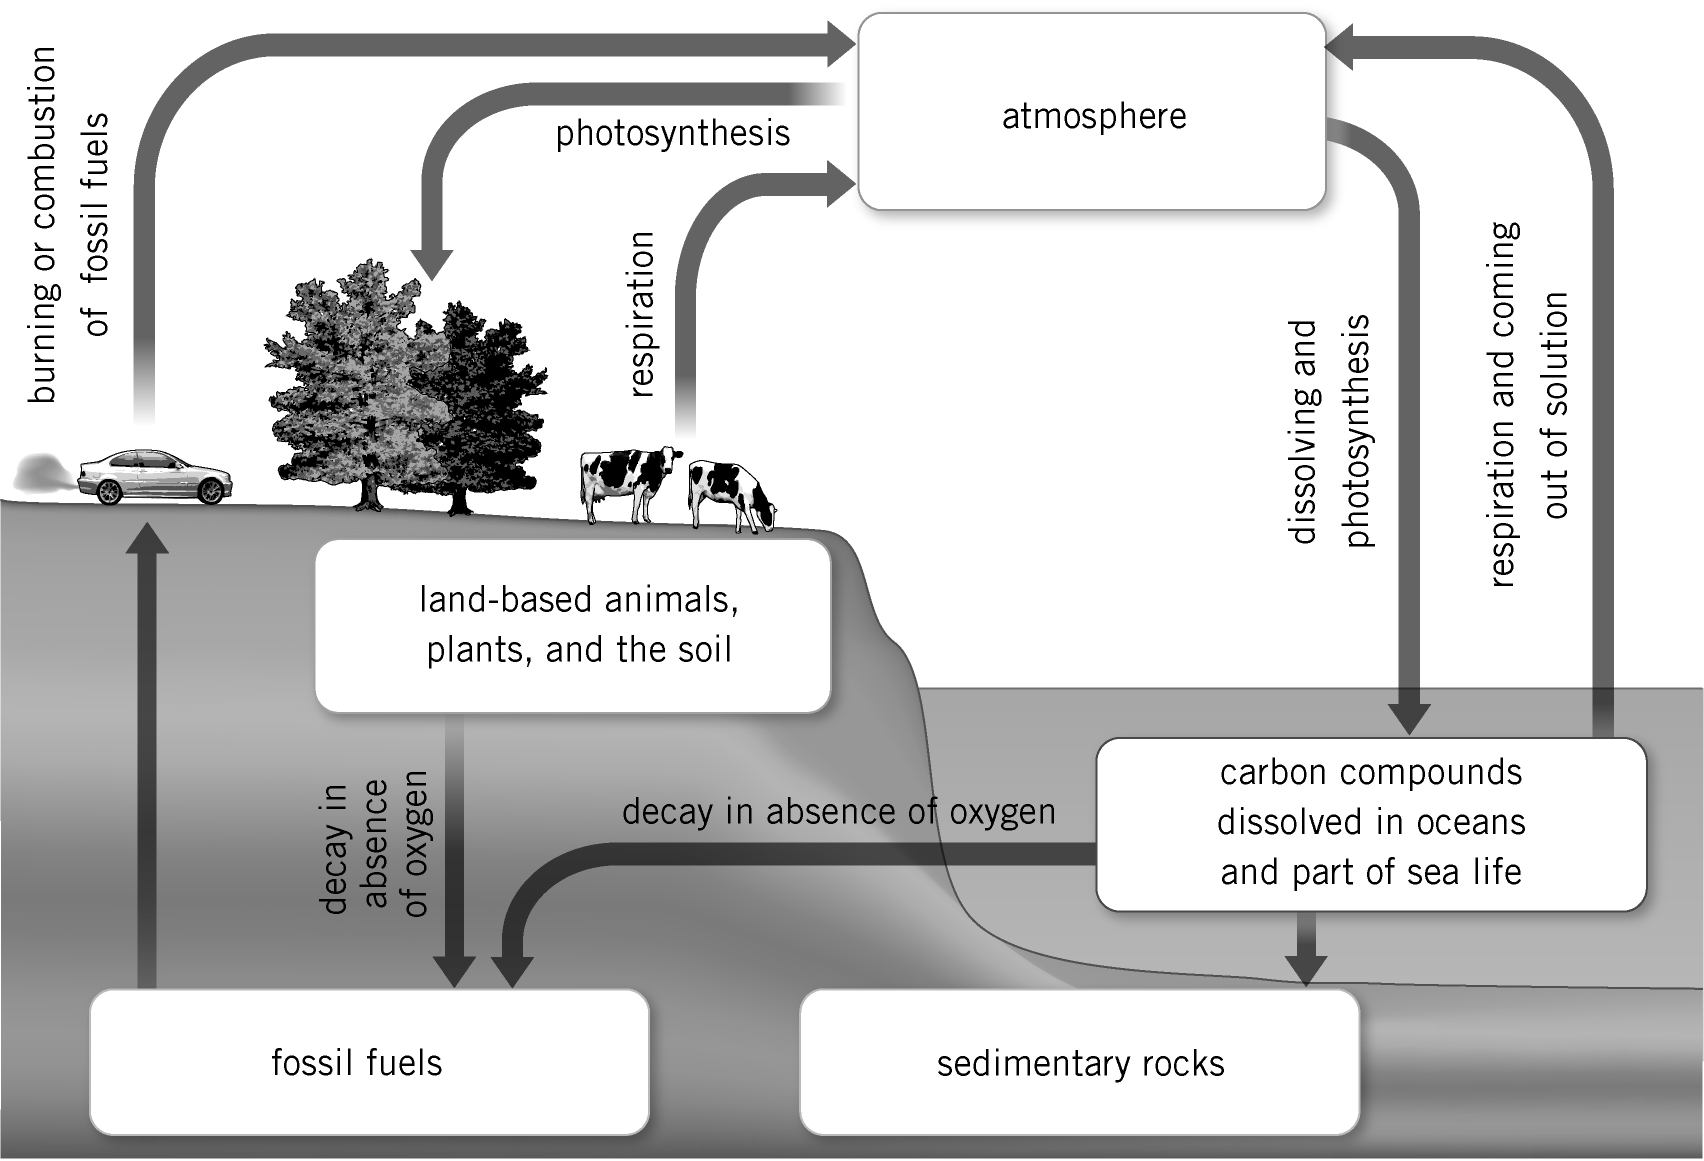 burning or combustion
of fossil fuels
photosynthesis
atmosphere
respiration
dissolving and
photosynthesis
respiration and coming
out of solution
land-based animals,
plants, and the soil
decay in
absence
of oxygen
decay in absence of oxygen
carbon compounds
dissolved in oceans
and part of sea life
fossil fuels
sedimentary rocks